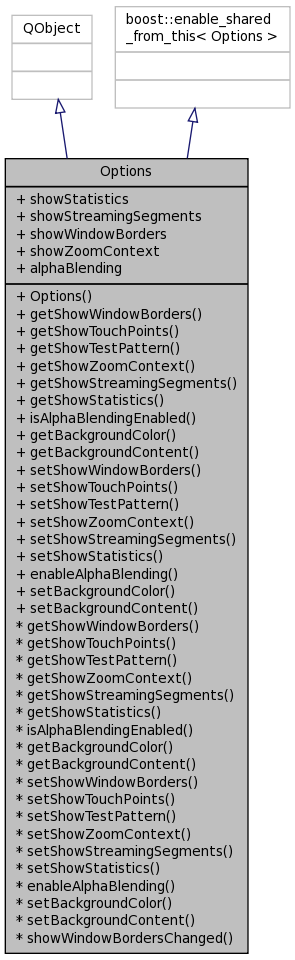 QObject
boost::enable_shared
_from_this< Options >
Options
+ showStatistics
+ showStreamingSegments
+ showWindowBorders
+ showZoomContext
+ alphaBlending
+ Options()
+ getShowWindowBorders()
+ getShowTouchPoints()
+ getShowTestPattern()
+ getShowZoomContext()
+ getShowStreamingSegments()
+ getShowStatistics()
+ isAlphaBlendingEnabled()
+ getBackgroundColor()
+ getBackgroundContent()
+ setShowWindowBorders()
+ setShowTouchPoints()
+ setShowTestPattern()
+ setShowZoomContext()
+ setShowStreamingSegments()
+ setShowStatistics()
+ enableAlphaBlending()
+ setBackgroundColor()
+ setBackgroundContent()
* getShowWindowBorders()
* getShowTouchPoints()
* getShowTestPattern()
* getShowZoomContext()
* getShowStreamingSegments()
* getShowStatistics()
* isAlphaBlendingEnabled()
* getBackgroundColor()
* getBackgroundContent()
* setShowWindowBorders()
* setShowTouchPoints()
* setShowTestPattern()
* setShowZoomContext()
* setShowStreamingSegments()
* setShowStatistics()
* enableAlphaBlending()
* setBackgroundColor()
* setBackgroundContent()
* showWindowBordersChanged()